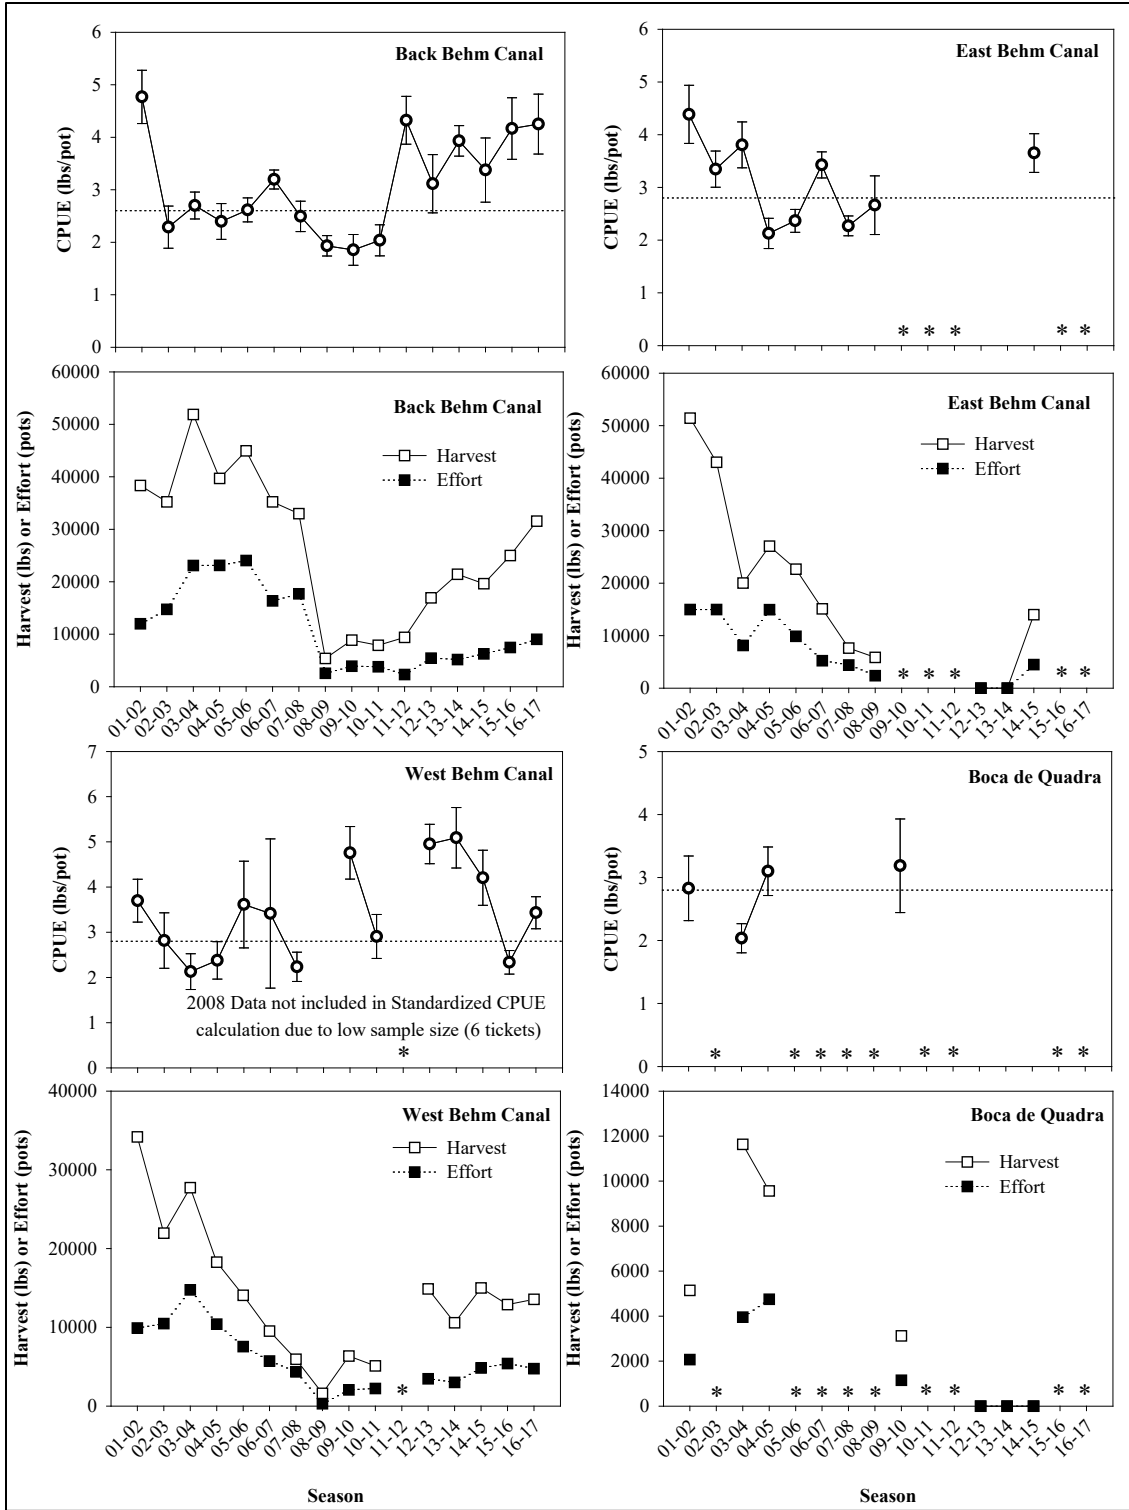 Back Behm Canal
CPUE (lbs/pot)
6
5
4
3
2
1
0
East Behm Canal
CPUE (lbs/pot)
6
5
4
3
2
1
0
* * * * *
Back Behm Canal
Harvest
Effort
Harvest (lbs) or Effort (pots)
60000
50000
40000
30000
20000
10000
0
01-02 02-03 03-04 04-05 05-06 06-07 07-08 08-09 09-10 10-11 11-12 12-13 13-14 14-15 15-16 16-17
East Behm Canal
Harvest
Effort
Harvest (lbs) or Effort (pots)
60000
50000
40000
30000
20000
10000
0
* * * * *
01-02 02-03 03-04 04-05 05-06 06-07 07-08 08-09 09-10 10-11 11-12 12-13 13-14 14-15 15-16 16-17
West Behm Canal
CPUE (lbs/pot)
7
6
5
4
3
2
1
0
2008 Data not included in Standardized CPUE
calculation due to low sample size (6 tickets)
*
Boca de Quadra
CPUE (lbs/pot)
5
4
3
2
1
0
* * * * * * * * *
West Behm Canal
Harvest
Effort
Harvest (lbs) or Effort (pots)
40000
30000
20000
10000
0
*
01-02 02-03 03-04 04-05 05-06 06-07 07-08 08-09 09-10 10-11 11-12 12-13 13-14 14-15 15-16 16-17
Season
Boca de Quadra
Harvest
Effort
Harvest (lbs) or Effort (pots)
14000
12000
10000
8000
6000
4000
2000
0
* * * * * * * * *
01-02 02-03 03-04 04-05 05-06 06-07 07-08 08-09 09-10 10-11 11-12 12-13 13-14 14-15 15-16 16-17
Season